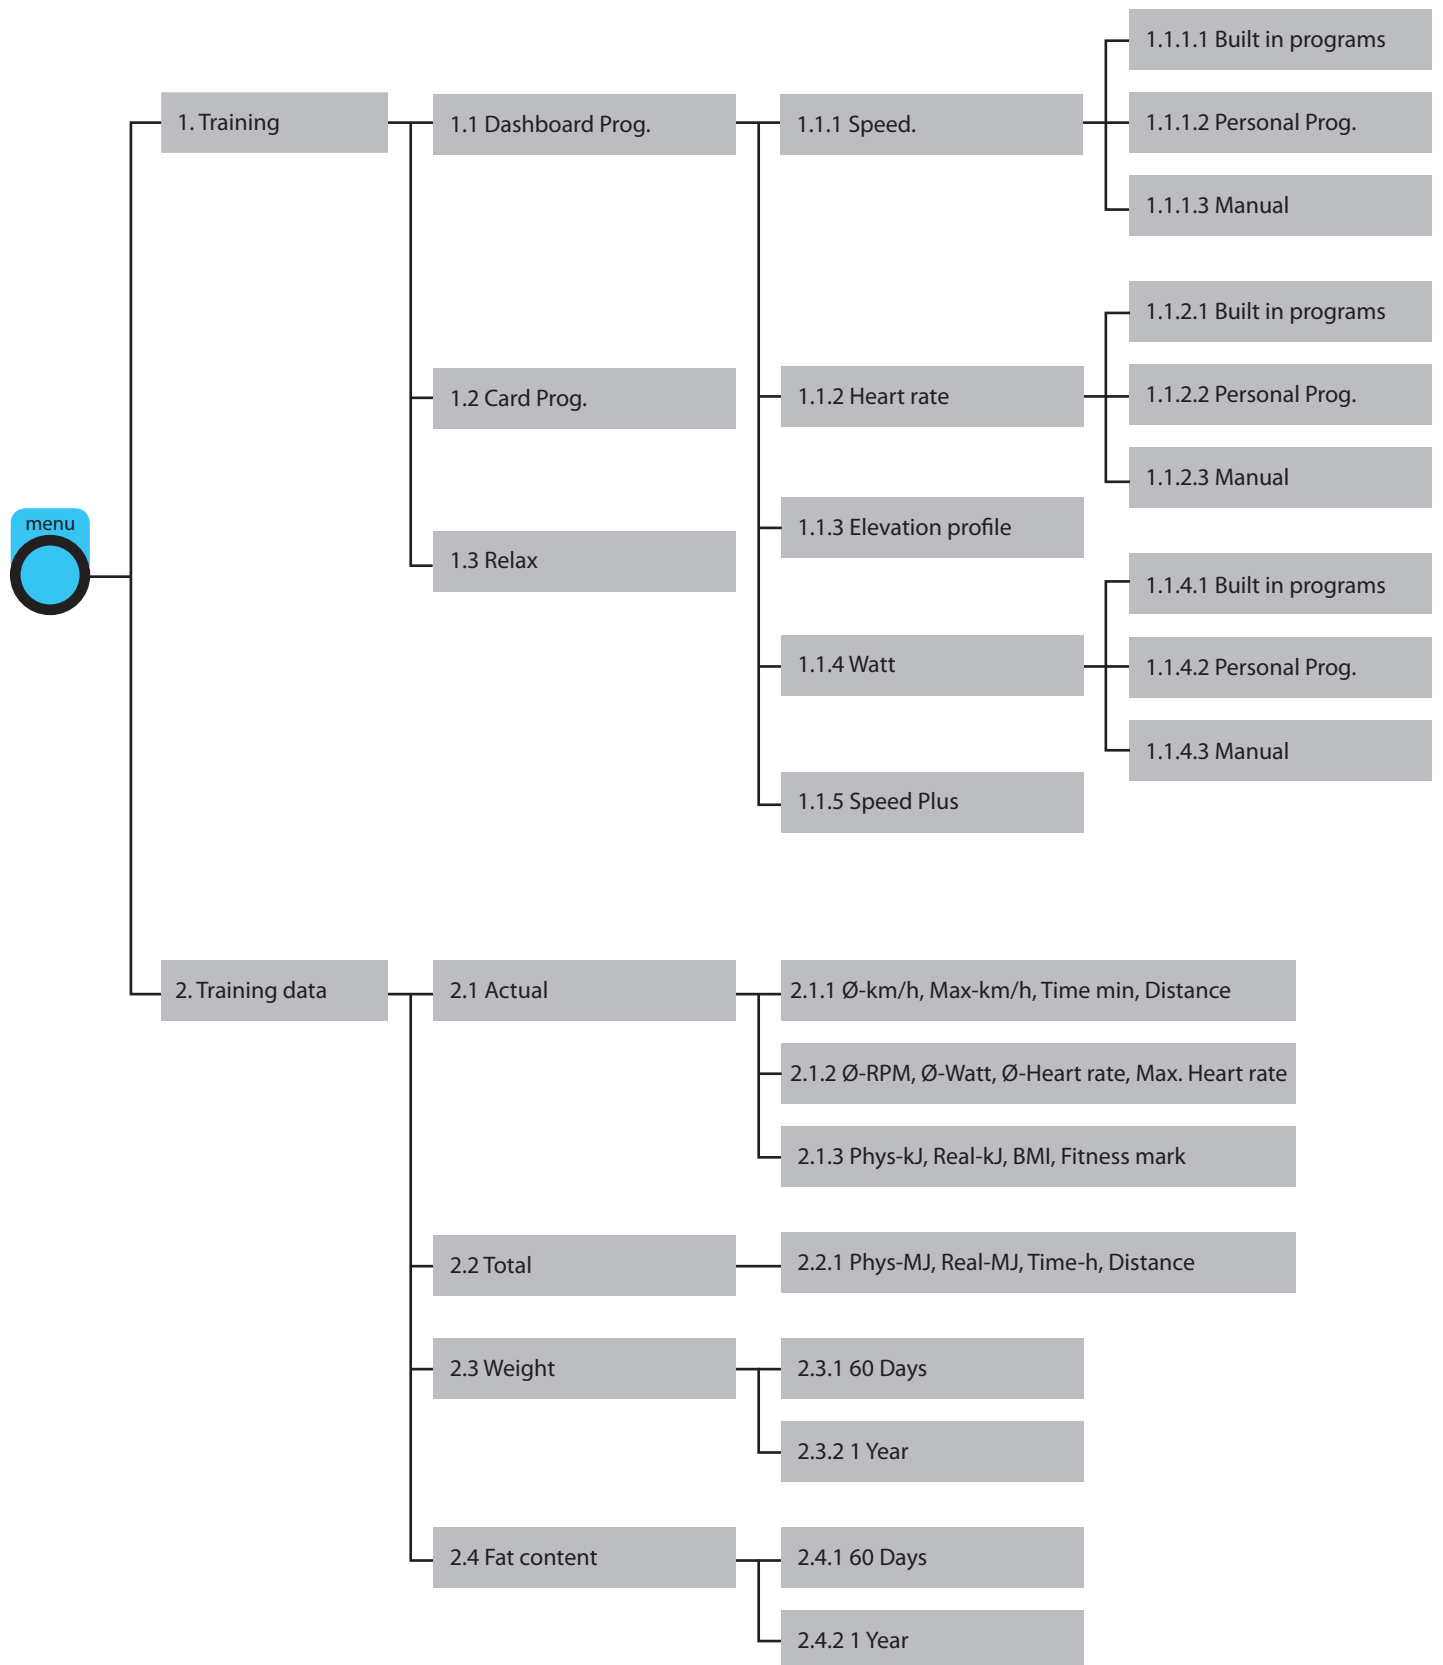 menu
1. Training
1.1 Dashboard Prog.
1.1.1 Speed.
1.1.1.1 Built in programs
1.1.1.2 Personal Prog.
1.1.1.3 Manual
1.1.2 Heart rate
1.1.2.1 Built in programs
1.1.2.2 Personal Prog.
1.1.2.3 Manual
1.1.3 Elevation profile
1.1.4 Watt
1.1.4.1 Built in programs
1.1.4.2 Personal Prog.
1.1.4.3 Manual
1.1.5 Speed Plus
1.2 Card Prog.
1.3 Relax
2. Training data
2.1 Actual
2.1.1 Ø-km/h, Max-km/h, Time min, Distance
2.1.2 Ø-RPM, Ø-Watt, Ø-Heart rate, Max. Heart rate
2.1.3 Phys-kJ, Real-kJ, BMI, Fitness mark
2.2 Total
2.2.1 Phys-MJ, Real-MJ, Time-h, Distance
2.3 Weight
2.3.1 60 Days
2.3.2 1 Year
2.4 Fat content
2.4.1 60 Days
2.4.2 1 Year